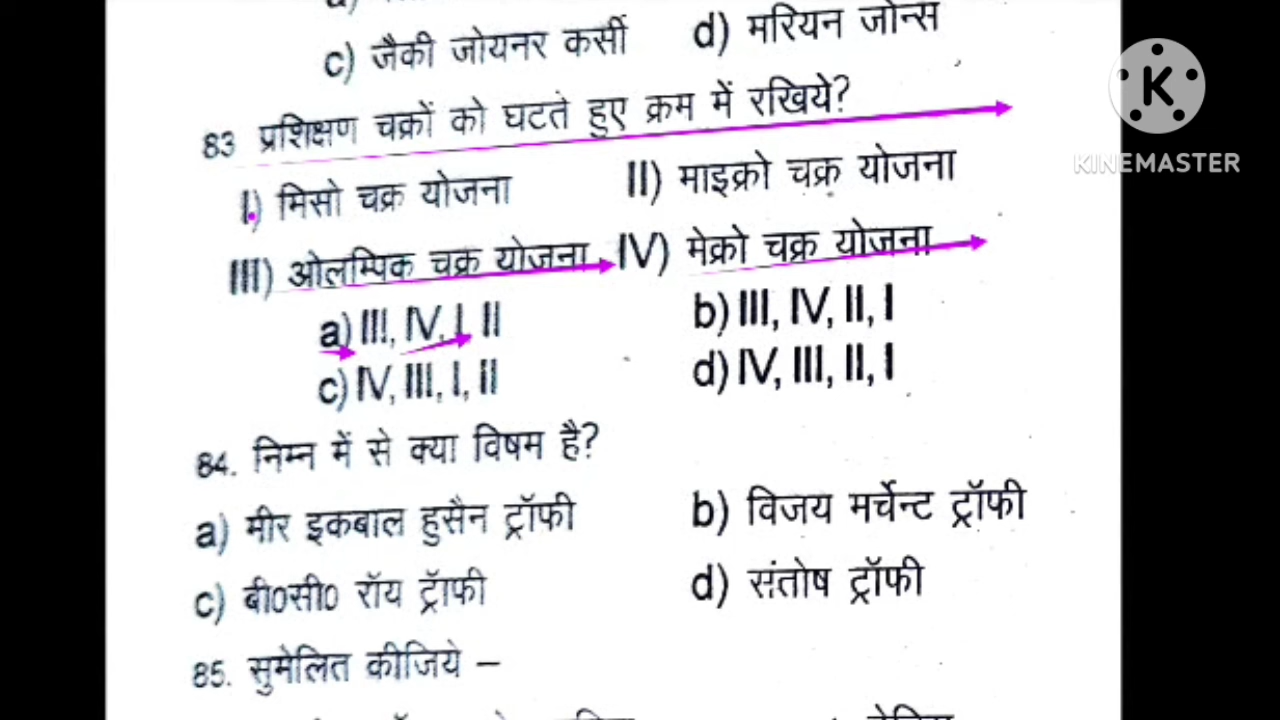 c) जैकी जोयनर कर्सी d) मरियन जोन्स
83 प्रशिक्षण चक्रों को घटते हुए क्रम में रखिये?
I) मिसो चक्र योजना II) माइक्रो चक्र योजना
III) ओलम्पिक चक्र योजना IV) मेक्रो चक्र योजना
a) III, IV, I, II b) III, IV, II, I
c) IV, III, I, II d) IV, III, II, I
84. निम्न में से क्या विषम है?
a) मीर इकबाल हुसैन ट्रॉफी b) विजय मर्चेन्ट ट्रॉफी
c) बी0सी0 रॉय ट्रॉफी d) संतोष ट्रॉफी
85. सुमेलित कीजिये –
K
KINEMASTER